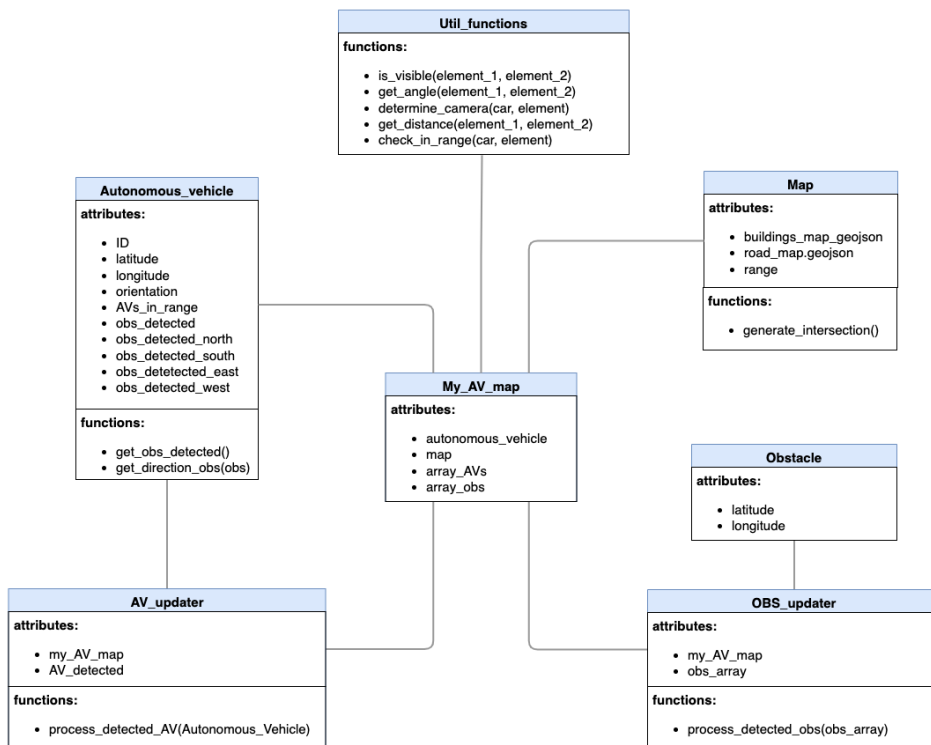 Util_functions
functions:
• is_visible(element_1, element_2)
• get_angle(element_1, element_2)
• determine_camera(car, element)
• get_distance(element_1, element_2)
• check_in_range(car, element)
Autonomous_vehicle
attributes:
• ID
• latitude
• longitude
• orientation
• AVs_in_range
• obs_detected
• obs_detected_north
• obs_detected_south
• obs_detetected_east
• obs_detected_west
functions:
• get_obs_detected()
• get_direction_obs(obs)
Map
attributes:
• buildings_map_geojson
• road_map.geojson
• range
functions:
• generate_intersection()
My_AV_map
attributes:
• autonomous_vehicle
• map
• array_AVs
• array_obs
Obstacle
attributes:
• latitude
• longitude
AV_updater
attributes:
• my_AV_map
• AV_detected
functions:
• process_detected_AV(Autonomous_Vehicle)
OBS_updater
attributes:
• my_AV_map
• obs_array
functions:
• process_detected_obs(obs_array)